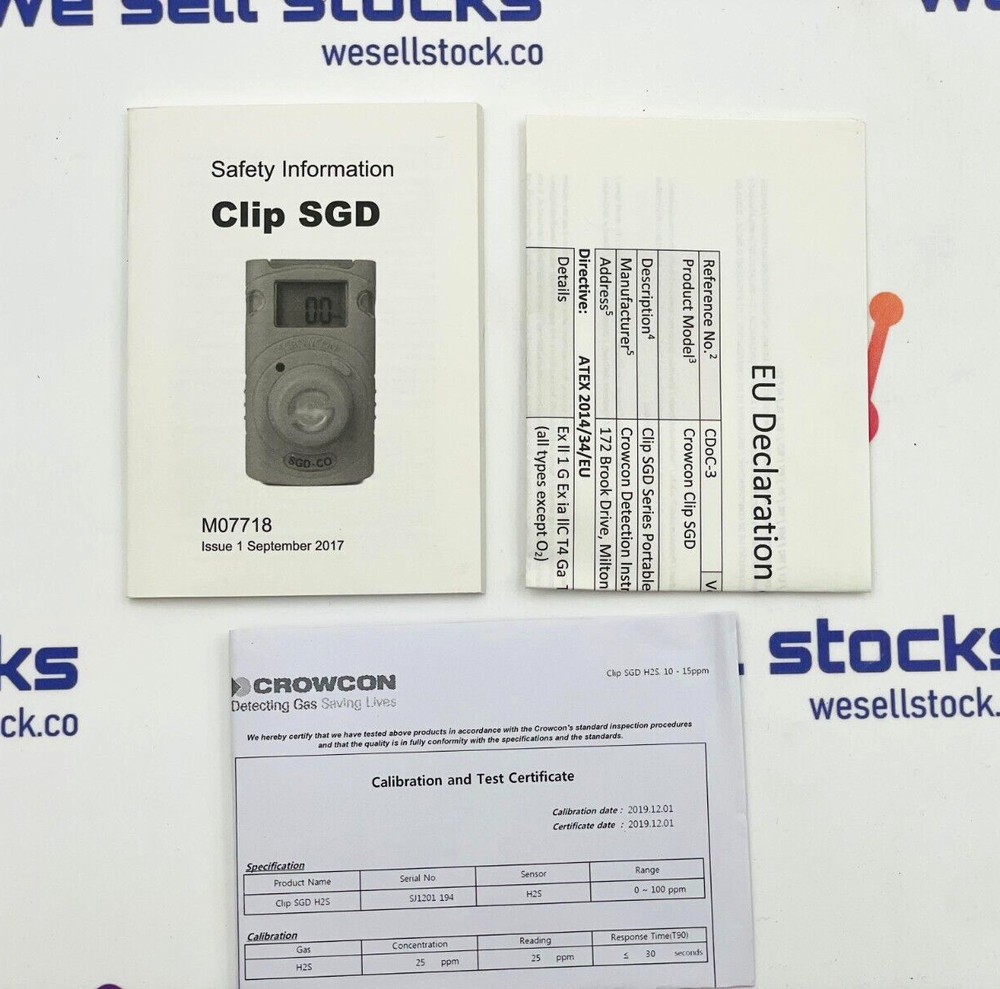 we sell stocks
wesellstock.co
Safety Information
Clip SGD
00
CROWCON
SGD-CO
M07718
Issue 1 September 2017
EU Declaration
Reference No.² CDoC-3
Product Model³ Crowcon Clip SGD
Description⁴ Clip SGD Series Portable
Manufacturer⁵ Crowcon Detection Instr
Address⁵ 172 Brook Drive, Milton
Directive: ATEX 2014/34/EU
Details Ex II 1 G Ex ia IIC T4 Ga
(all types except O₂)
cks
ck.co
stocks
wesellstock.co
CROWCON
Detecting Gas Saving Lives
Clip SGD H2S. 10 - 15ppm
We hereby certify that we have tested above products in accordance with the Crowcon's standard inspection procedures
and that the quality is in fully conformity with the specifications and the standards.
Calibration and Test Certificate
Calibration date : 2019.12.01
Certificate date : 2019.12.01
Specification
Product Name Serial No Sensor Range
Clip SGD H2S SJ1201 194 H2S 0 ~ 100 ppm
Calibration
Gas Concentration Reading Response Time(T90)
H2S 25 ppm 25 ppm ≤ 30 seconds